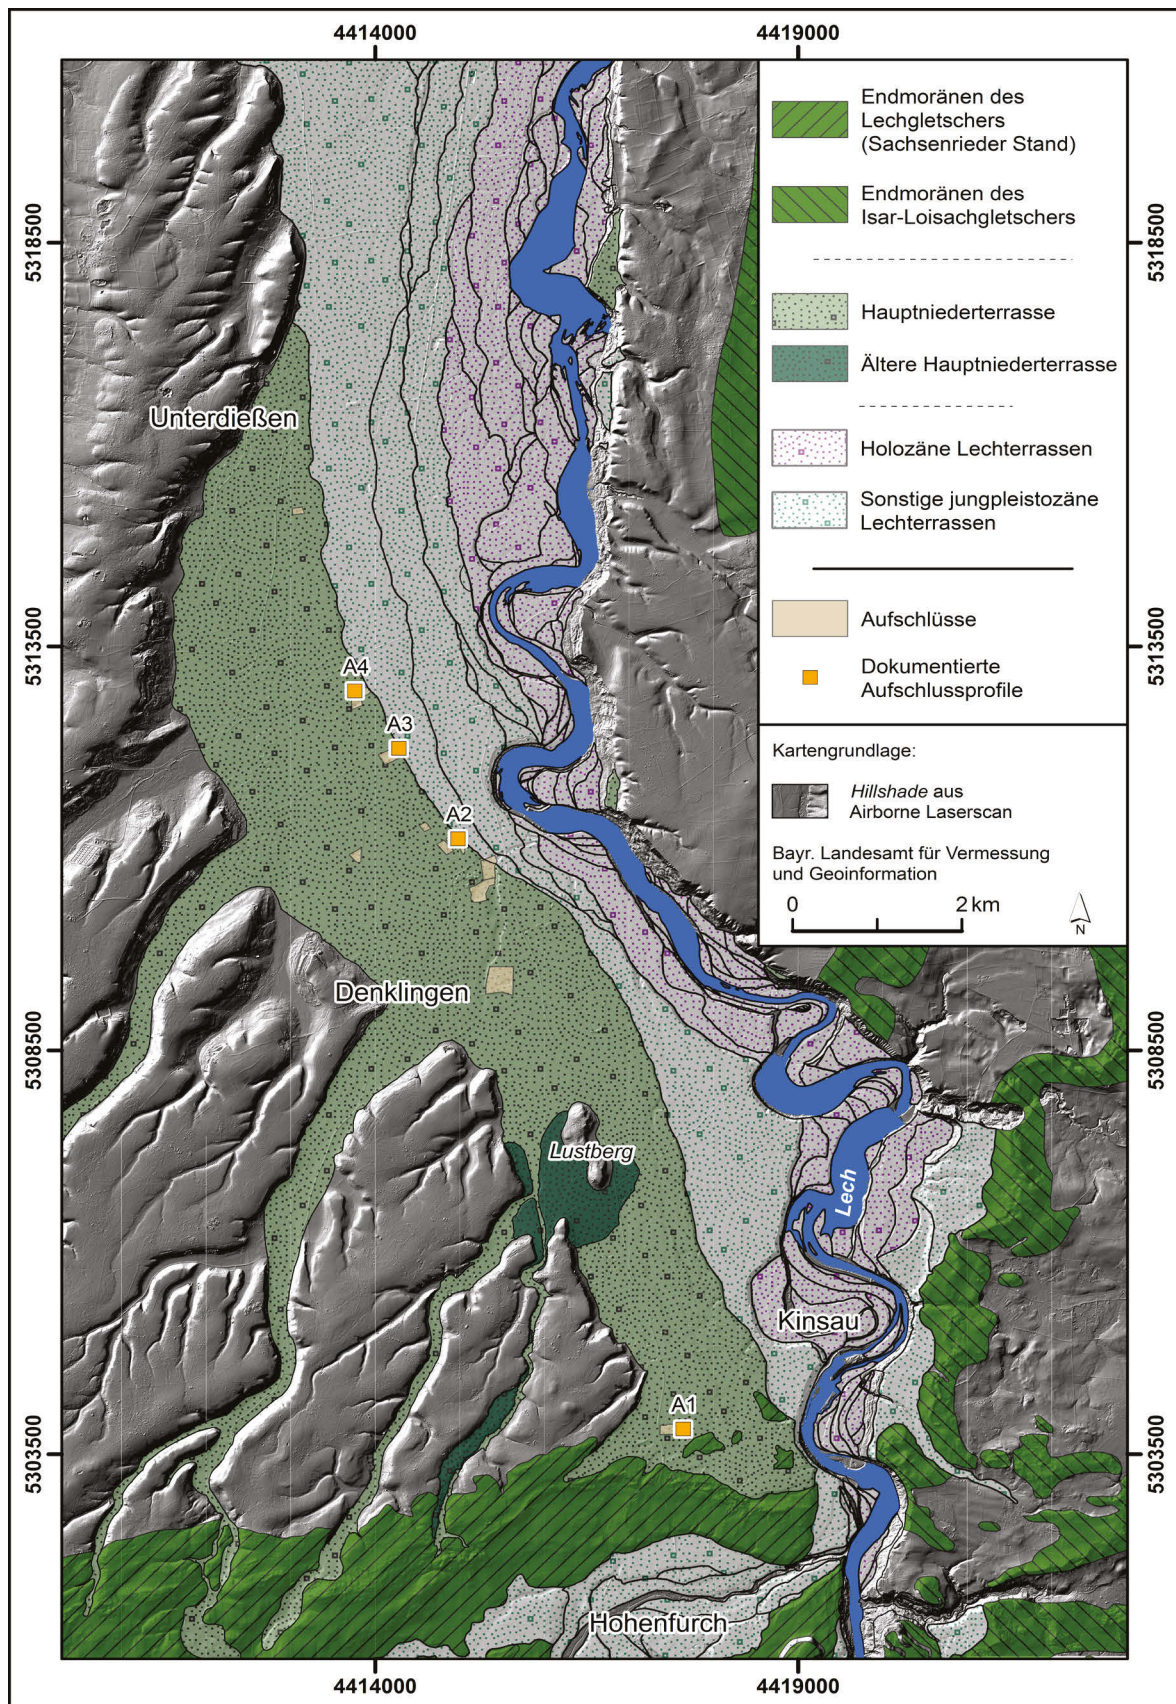 4414000
4419000
Endmoränen des
Lechgletschers
(Sachsenrieder Stand)
Endmoränen des
Isar-Loisachgletschers
5318500
5318500
Hauptniederterrasse
Ältere Hauptniederterrasse
Unterdießen
Holozäne Lechterrassen
Sonstige jungpleistozäne
Lechterrassen
Aufschlüsse
5313500
5313500
A4
Dokumentierte
Aufschlussprofile
A3
Kartengrundlage:
Hillshade aus
Airborne Laserscan
A2
Bayr. Landesamt für Vermessung
und Geoinformation
0
2 km
N
Denklingen
5308500
5308500
Lustberg
Lech
Kinsau
A1
5303500
5303500
Hohenfurch
4414000
4419000